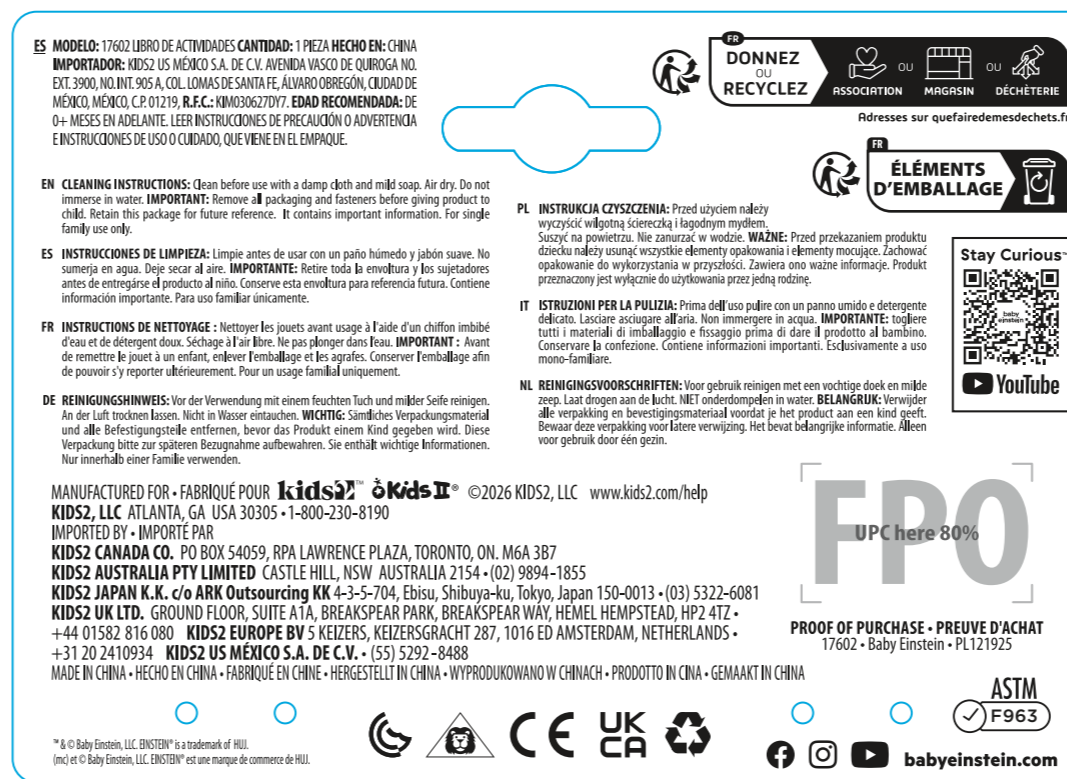 ES MODELO: 17602 LIBRO DE ACTIVIDADES CANTIDAD: 1 PIEZA HECHO EN: CHINA
IMPORTADOR: KIDS2 US MÉXICO S.A. DE C.V. AVENIDA VASCO DE QUIROGA NO.
EXT. 3900, NO. INT. 905 A, COL. LOMAS DE SANTA FE, ÁLVARO OBREGÓN, CIUDAD DE
MÉXICO, MÉXICO, C.P. 01219, R.F.C.: KIM030627DY7. EDAD RECOMENDADA: DE
0+ MESES EN ADELANTE. LEER INSTRUCCIONES DE PRECAUCIÓN O ADVERTENCIA
E INSTRUCCIONES DE USO O CUIDADO, QUE VIENE EN EL EMPAQUE.
FR
DONNEZ
OU
RECYCLEZ
ASSOCIATION OU MAGASIN OU DÉCHÈTERIE
Adresses sur quefairedemesdechets.fr
FR
ÉLÉMENTS
D'EMBALLAGE
EN CLEANING INSTRUCTIONS: Clean before use with a damp cloth and mild soap. Air dry. Do not
immerse in water. IMPORTANT: Remove all packaging and fasteners before giving product to
child. Retain this package for future reference. It contains important information. For single
family use only.
ES INSTRUCCIONES DE LIMPIEZA: Limpie antes de usar con un paño húmedo y jabón suave. No
sumerja en agua. Deje secar al aire. IMPORTANTE: Retire toda la envoltura y los sujetadores
antes de entregárse el producto al niño. Conserve esta envoltura para referencia futura. Contiene
información importante. Para uso familiar únicamente.
FR INSTRUCTIONS DE NETTOYAGE : Nettoyer les jouets avant usage à l'aide d'un chiffon imbibé
d'eau et de détergent doux. Séchage à l'air libre. Ne pas plonger dans l'eau. IMPORTANT : Avant
de remettre le jouet à un enfant, enlever l'emballage et les agrafes. Conserver l'emballage afin
de pouvoir s'y reporter ultérieurement. Pour un usage familial uniquement.
DE REINIGUNGSHINWEIS: Vor der Verwendung mit einem feuchten Tuch und milder Seife reinigen.
An der Luft trocknen lassen. Nicht in Wasser eintauchen. WICHTIG: Sämtliches Verpackungsmaterial
und alle Befestigungsteile entfernen, bevor das Produkt einem Kind gegeben wird. Diese
Verpackung bitte zur späteren Bezugnahme aufbewahren. Sie enthält wichtige Informationen.
Nur innerhalb einer Familie verwenden.
PL INSTRUKCJA CZYSZCZENIA: Przed użyciem należy
wyczyścić wilgotną ściereczką i łagodnym mydłem.
Suszyć na powietrzu. Nie zanurzać w wodzie. WAŻNE: Przed przekazaniem produktu
dziecku należy usunąć wszystkie elementy opakowania i elementy mocujące. Zachować
opakowanie do wykorzystania w przyszłości. Zawiera ono ważne informacje. Produkt
przeznaczony jest wyłącznie do użytkowania przez jedną rodzinę.
IT ISTRUZIONI PER LA PULIZIA: Prima dell'uso pulire con un panno umido e detergente
delicato. Lasciare asciugare all'aria. Non immergere in acqua. IMPORTANTE: togliere
tutti i materiali di imballaggio e fissaggio prima di dare il prodotto al bambino.
Conservare la confezione. Contiene informazioni importanti. Esclusivamente a uso
mono-familiare.
NL REINIGINGSVOORSCHRIFTEN: Voor gebruik reinigen met een vochtige doek en milde
zeep. Laat drogen aan de lucht. NIET onderdompelen in water. BELANGRIJK: Verwijder
alle verpakking en bevestigingsmateriaal voordat je het product aan een kind geeft.
Bewaar deze verpakking voor latere verwijzing. Het bevat belangrijke informatie. Alleen
voor gebruik door één gezin.
Stay Curious™
baby
einstein
YouTube
MANUFACTURED FOR • FABRIQUÉ POUR kids2™ Kids II® ©2026 KIDS2, LLC www.kids2.com/help
KIDS2, LLC ATLANTA, GA USA 30305 • 1-800-230-8190
IMPORTED BY • IMPORTÉ PAR
KIDS2 CANADA CO. PO BOX 54059, RPA LAWRENCE PLAZA, TORONTO, ON. M6A 3B7
KIDS2 AUSTRALIA PTY LIMITED CASTLE HILL, NSW AUSTRALIA 2154 • (02) 9894-1855
KIDS2 JAPAN K.K. c/o ARK Outsourcing KK 4-3-5-704, Ebisu, Shibuya-ku, Tokyo, Japan 150-0013 • (03) 5322-6081
KIDS2 UK LTD. GROUND FLOOR, SUITE A1A, BREAKSPEAR PARK, BREAKSPEAR WAY, HEMEL HEMPSTEAD, HP2 4TZ •
+44 01582 816 080 KIDS2 EUROPE BV 5 KEIZERS, KEIZERSGRACHT 287, 1016 ED AMSTERDAM, NETHERLANDS •
+31 20 2410934 KIDS2 US MÉXICO S.A. DE C.V. • (55) 5292-8488
MADE IN CHINA • HECHO EN CHINA • FABRIQUÉ EN CHINE • HERGESTELLT IN CHINA • WYPRODUKOWANO W CHINACH • PRODOTTO IN CINA • GEMAAKT IN CHINA
FPO
UPC here 80%
PROOF OF PURCHASE • PREUVE D'ACHAT
17602 • Baby Einstein • PL121925
ASTM
F963
™ & © Baby Einstein, LLC. EINSTEIN® is a trademark of HUJ.
(mc) et © Baby Einstein, LLC. EINSTEIN® est une marque de commerce de HUJ.
CE
UK
CA
babyeinstein.com